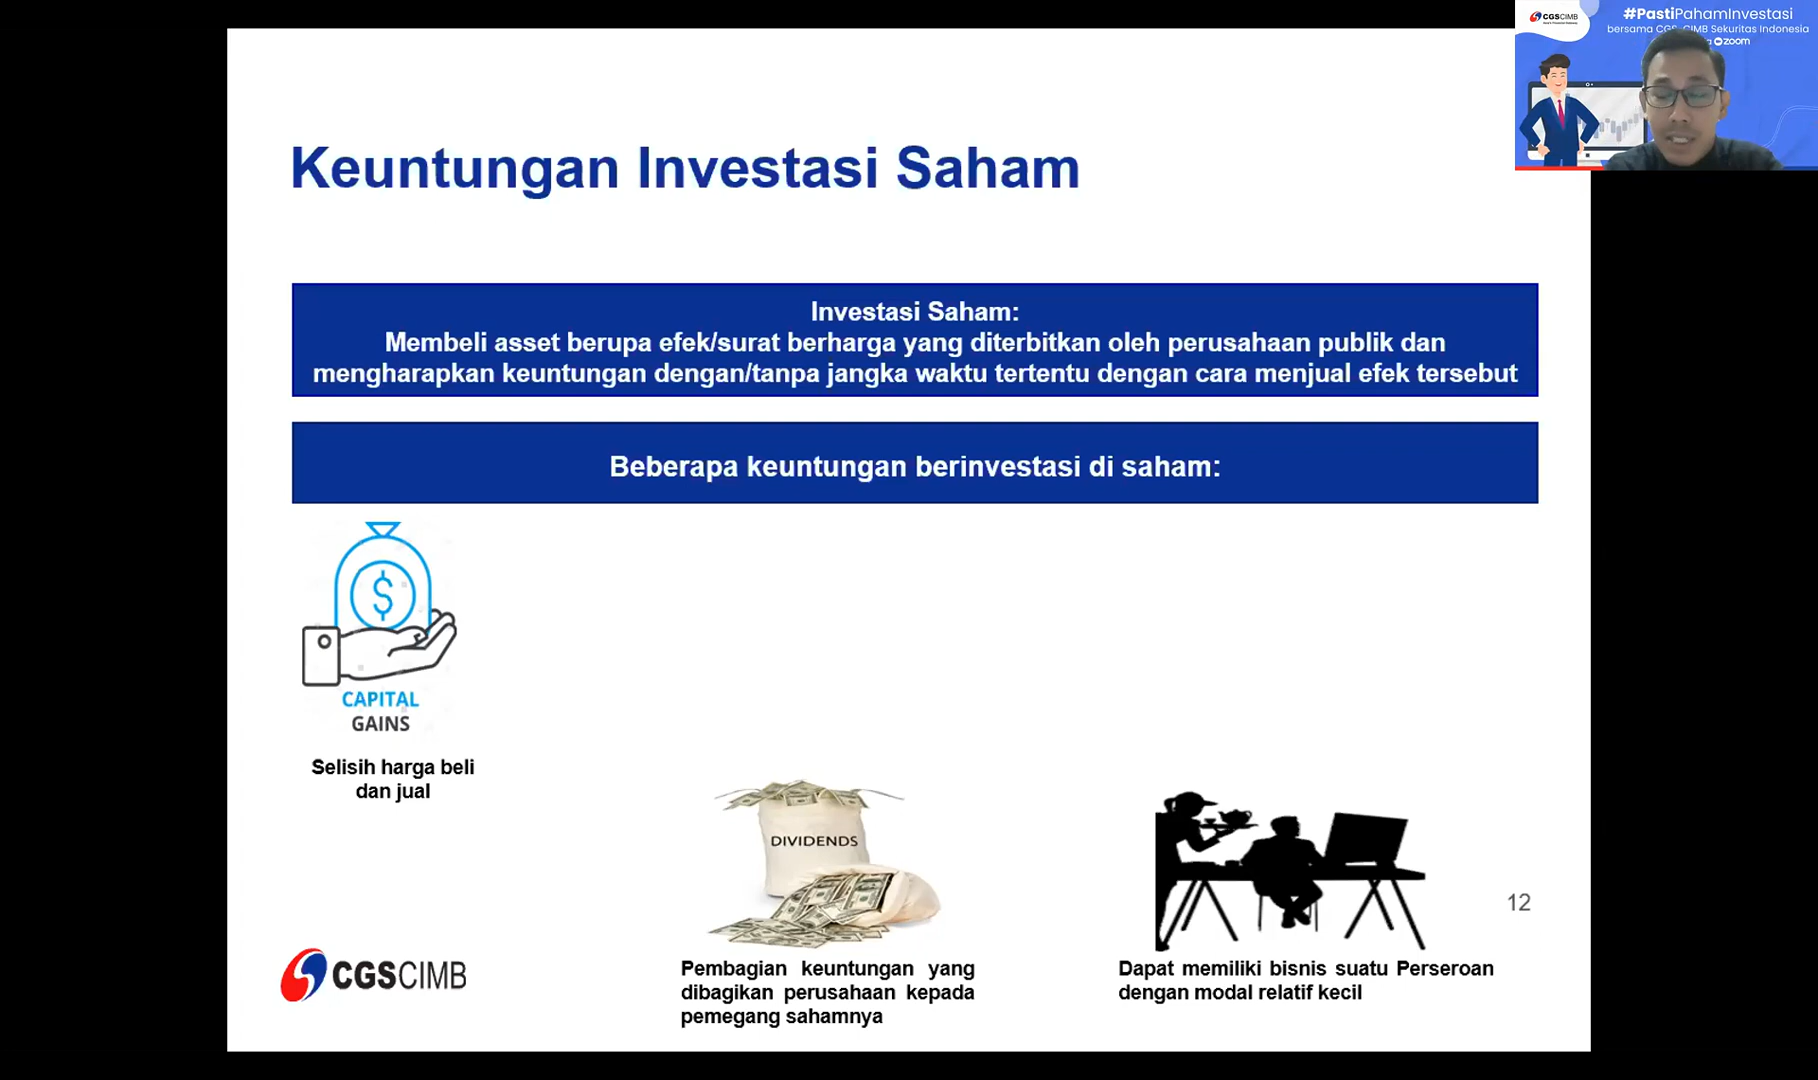 CGSCIMB
#PastiPahamInvestasi
bersama CGS-CIMB Sekuritas Indonesia
zoom
Keuntungan Investasi Saham
Investasi Saham:
Membeli asset berupa efek/surat berharga yang diterbitkan oleh perusahaan publik dan
mengharapkan keuntungan dengan/tanpa jangka waktu tertentu dengan cara menjual efek tersebut
Beberapa keuntungan berinvestasi di saham:
$
CAPITAL
GAINS
Selisih harga beli
dan jual
DIVIDENDS
Pembagian keuntungan yang
dibagikan perusahaan kepada
pemegang sahamnya
Dapat memiliki bisnis suatu Perseroan
dengan modal relatif kecil
12
CGSCIMB